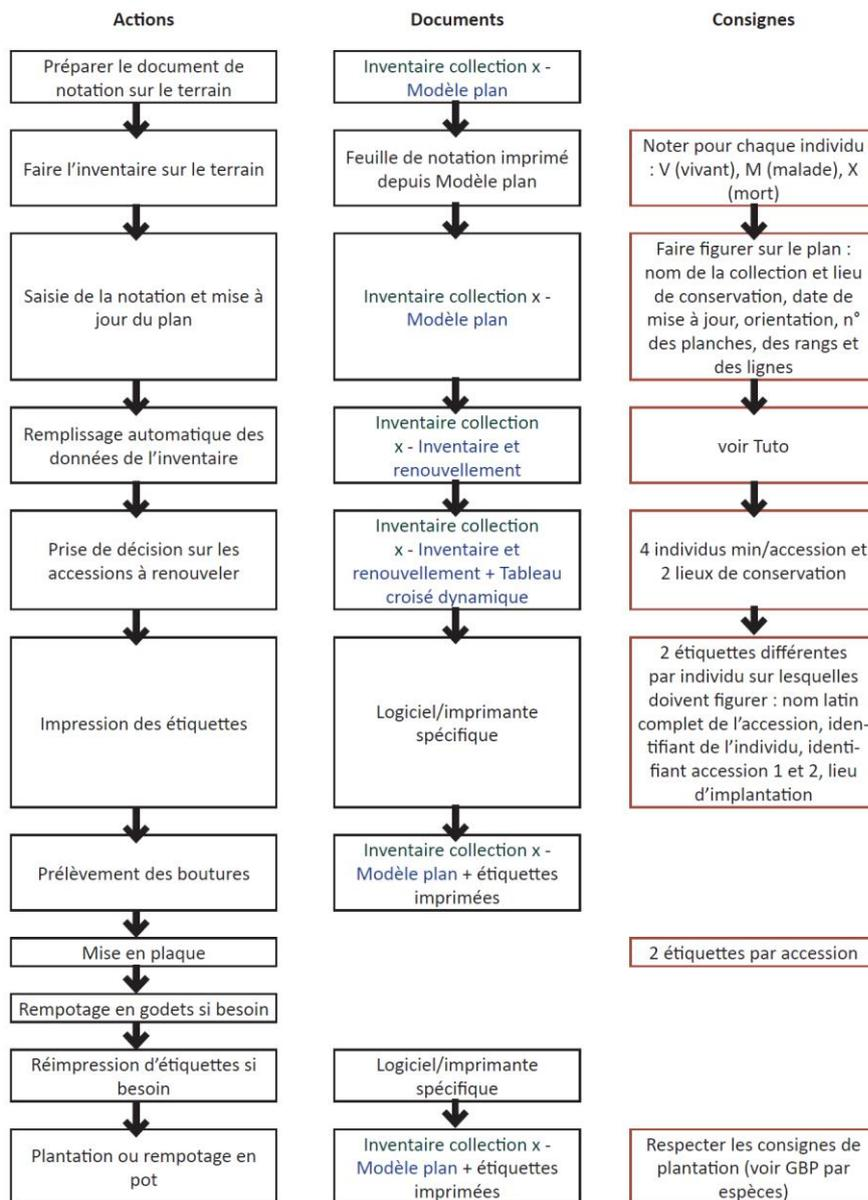 Actions
Documents
Consignes
Préparer le document de
notation sur le terrain
Inventaire collection x -
Modèle plan
Faire l'inventaire sur le terrain
Feuille de notation imprimé
depuis Modèle plan
Noter pour chaque individu
: V (vivant), M (malade), X
(mort)
Saisie de la notation et mise à
jour du plan
Inventaire collection x -
Modèle plan
Faire figurer sur le plan :
nom de la collection et lieu
de conservation, date de
mise à jour, orientation, n°
des planches, des rangs et
des lignes
Remplissage automatique des
données de l'inventaire
Inventaire collection
x - Inventaire et
renouvellement
voir Tuto
Prise de décision sur les
accessions à renouveler
Inventaire collection
x - Inventaire et
renouvellement + Tableau
croisé dynamique
4 individus min/accession et
2 lieux de conservation
Impression des étiquettes
Logiciel/imprimante
spécifique
2 étiquettes différentes
par individu sur lesquelles
doivent figurer : nom latin
complet de l'accession, iden-
tifiant de l'individu, identi-
fiant accession 1 et 2, lieu
d'implantation
Prélèvement des boutures
Inventaire collection x -
Modèle plan + étiquettes
imprimées
Mise en plaque
2 étiquettes par accession
Rempotage en godets si besoin
Réimpression d'étiquettes si
besoin
Logiciel/imprimante
spécifique
Plantation ou rempotage en
pot
Inventaire collection x -
Modèle plan + étiquettes
imprimées
Respecter les consignes de
plantation (voir GBP par
espèces)